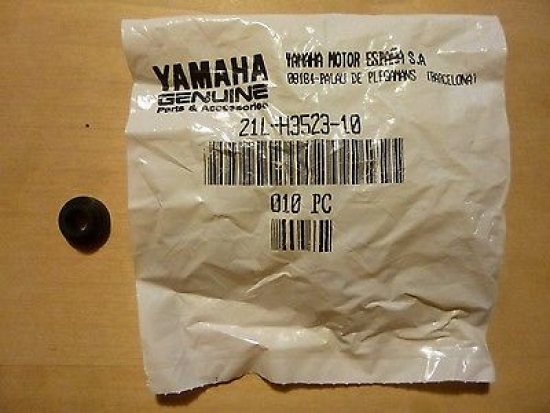 YAMAHA
GENUINE
Parts & Accessories
YAMAHA MOTOR ESPAÑA S.A
08184-PALAU DE PLEGAMANS (BARCELONA)
21L-H3523-10
010 PC